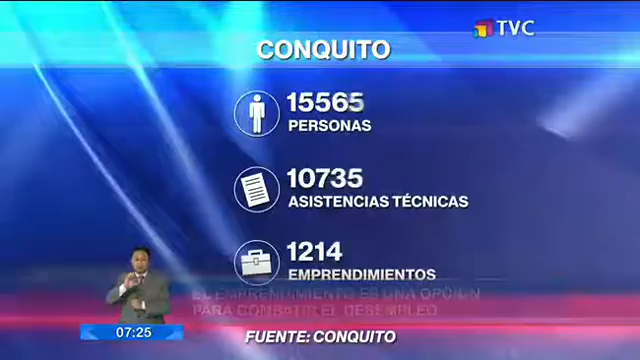 TVC
CONQUITO
15565
PERSONAS
10735
ASISTENCIAS TÉCNICAS
1214
EMPRENDIMIENTOS
EL EMPRENDIMIENTO ES UNA OPCIÓN
PARA COMBATIR EL DESEMPLEO
07:25
FUENTE: CONQUITO